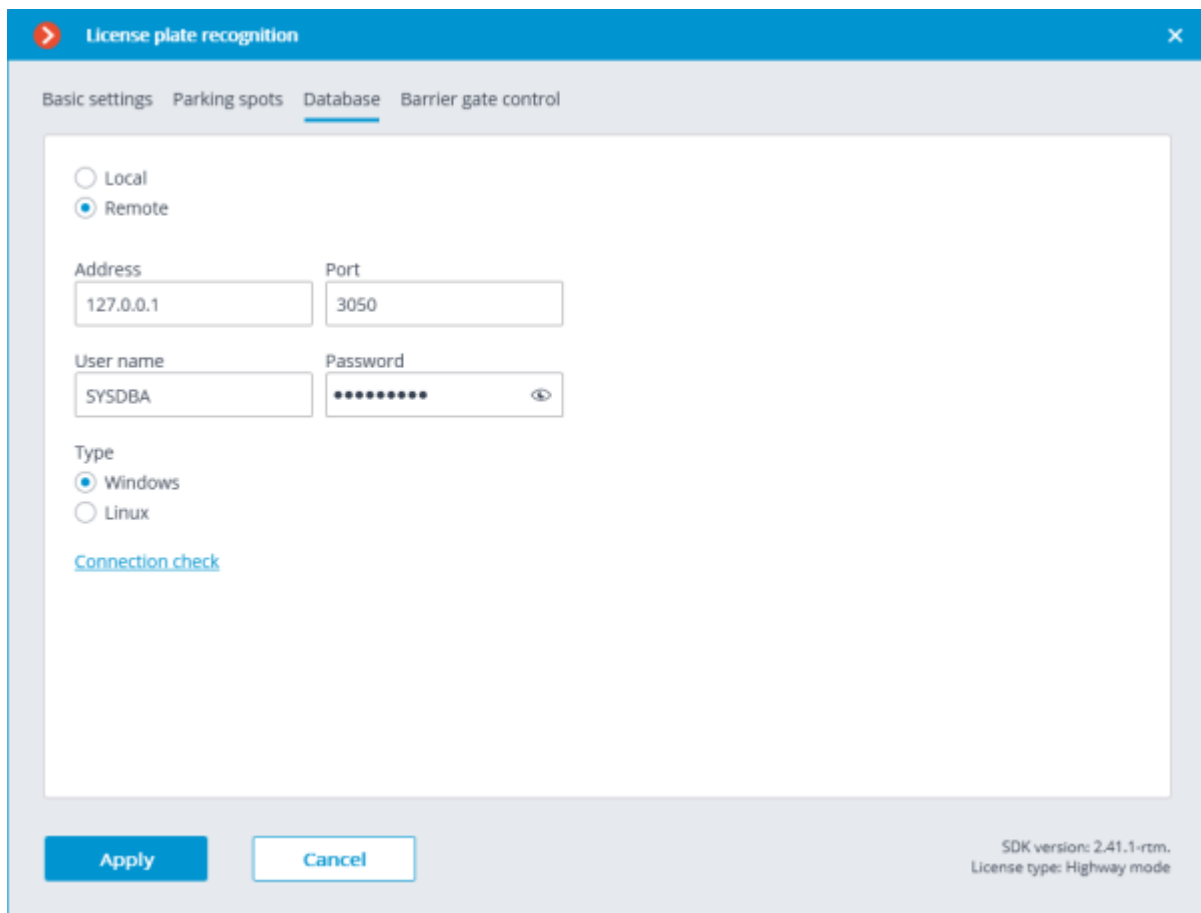 License plate recognition
Basic settings Parking spots Database Barrier gate control
Local
Remote
Address Port
127.0.0.1 3050
User name Password
SYSDBA •••••••••
Type
Windows
Linux
Connection check
Apply Cancel
SDK version: 2.41.1-rtm.
License type: Highway mode